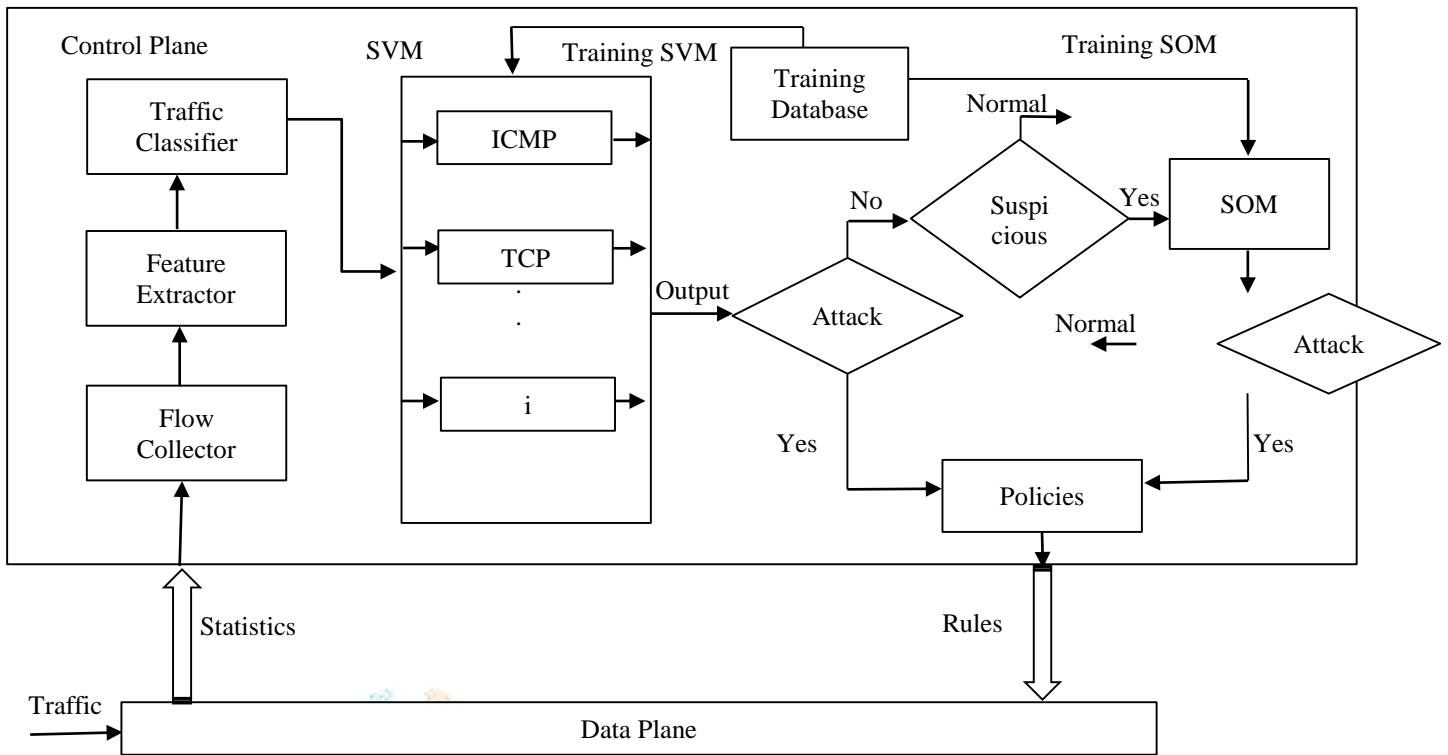 Control Plane
SVM
Training SVM
Training SOM
Training
Database
Normal
Traffic
Classifier
ICMP
No
Suspi
cious
Yes
SOM
Feature
Extractor
TCP
.
.
Output
Attack
Normal
Attack
Flow
Collector
i
Yes
Yes
Policies
Statistics
Rules
Traffic
Data Plane